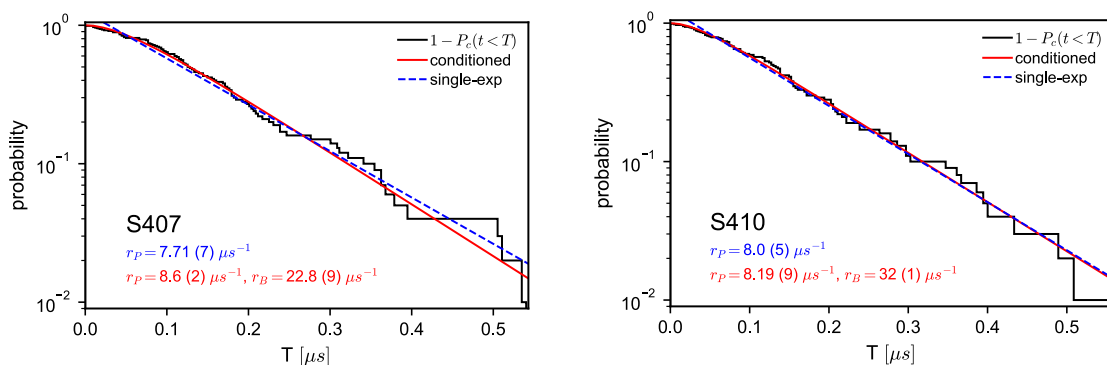 probability
10⁰
10⁻¹
10⁻²
1 − P_c(t < T)
conditioned
single-exp
S407
r_P = 7.71 (7) μs⁻¹
r_P = 8.6 (2) μs⁻¹, r_B = 22.8 (9) μs⁻¹
0.0 0.1 0.2 0.3 0.4 0.5
T [μs]
probability
10⁰
10⁻¹
10⁻²
1 − P_c(t < T)
conditioned
single-exp
S410
r_P = 8.0 (5) μs⁻¹
r_P = 8.19 (9) μs⁻¹, r_B = 32 (1) μs⁻¹
0.0 0.1 0.2 0.3 0.4 0.5
T [μs]